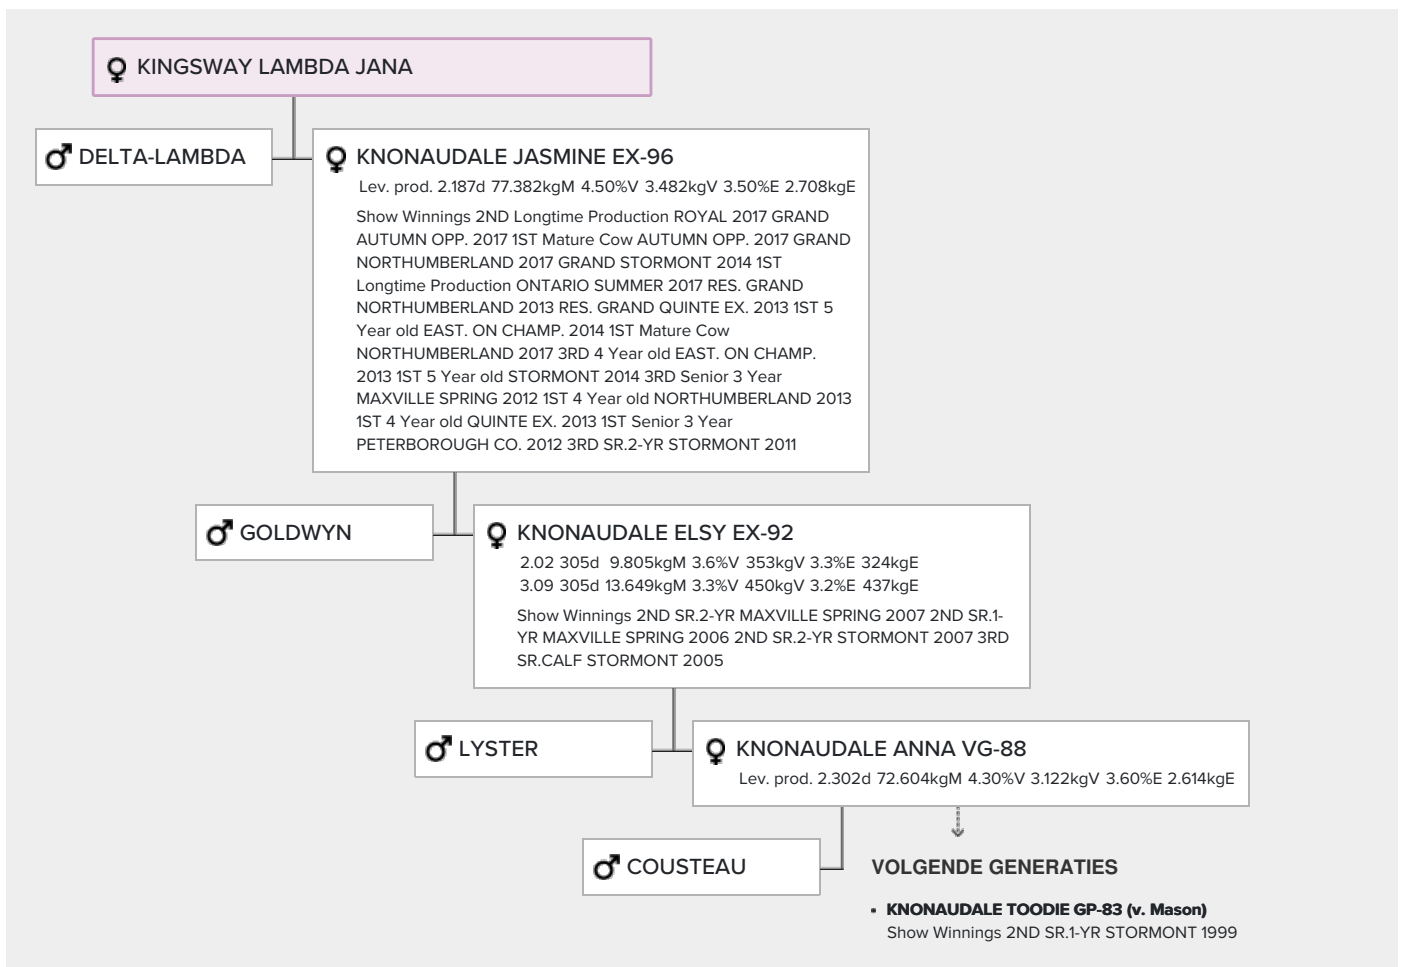 KINGSWAY LAMBDA JANA
DELTA-LAMBDA
KNONAUDALE JASMINE EX-96
Lev. prod. 2.187d 77.382kgM 4.50%V 3.482kgV 3.50%E 2.708kgE
Show Winnings 2ND Longtime Production ROYAL 2017 GRAND
AUTUMN OPP. 2017 1ST Mature Cow AUTUMN OPP. 2017 GRAND
NORTHUMBERLAND 2017 GRAND STORMONT 2014 1ST
Longtime Production ONTARIO SUMMER 2017 RES. GRAND
NORTHUMBERLAND 2013 RES. GRAND QUINTE EX. 2013 1ST 5
Year old EAST. ON CHAMP. 2014 1ST Mature Cow
NORTHUMBERLAND 2017 3RD 4 Year old EAST. ON CHAMP.
2013 1ST 5 Year old STORMONT 2014 3RD Senior 3 Year
MAXVILLE SPRING 2012 1ST 4 Year old NORTHUMBERLAND 2013
1ST 4 Year old QUINTE EX. 2013 1ST Senior 3 Year
PETERBOROUGH CO. 2012 3RD SR.2-YR STORMONT 2011
GOLDWYN
KNONAUDALE ELSY EX-92
2.02 305d 9.805kgM 3.6%V 353kgV 3.3%E 324kgE
3.09 305d 13.649kgM 3.3%V 450kgV 3.2%E 437kgE
Show Winnings 2ND SR.2-YR MAXVILLE SPRING 2007 2ND SR.1-
YR MAXVILLE SPRING 2006 2ND SR.2-YR STORMONT 2007 3RD
SR.CALF STORMONT 2005
LYSTER
KNONAUDALE ANNA VG-88
Lev. prod. 2.302d 72.604kgM 4.30%V 3.122kgV 3.60%E 2.614kgE
COUSTEAU
VOLGENDE GENERATIES
• KNONAUDALE TOODIE GP-83 (v. Mason)
Show Winnings 2ND SR.1-YR STORMONT 1999